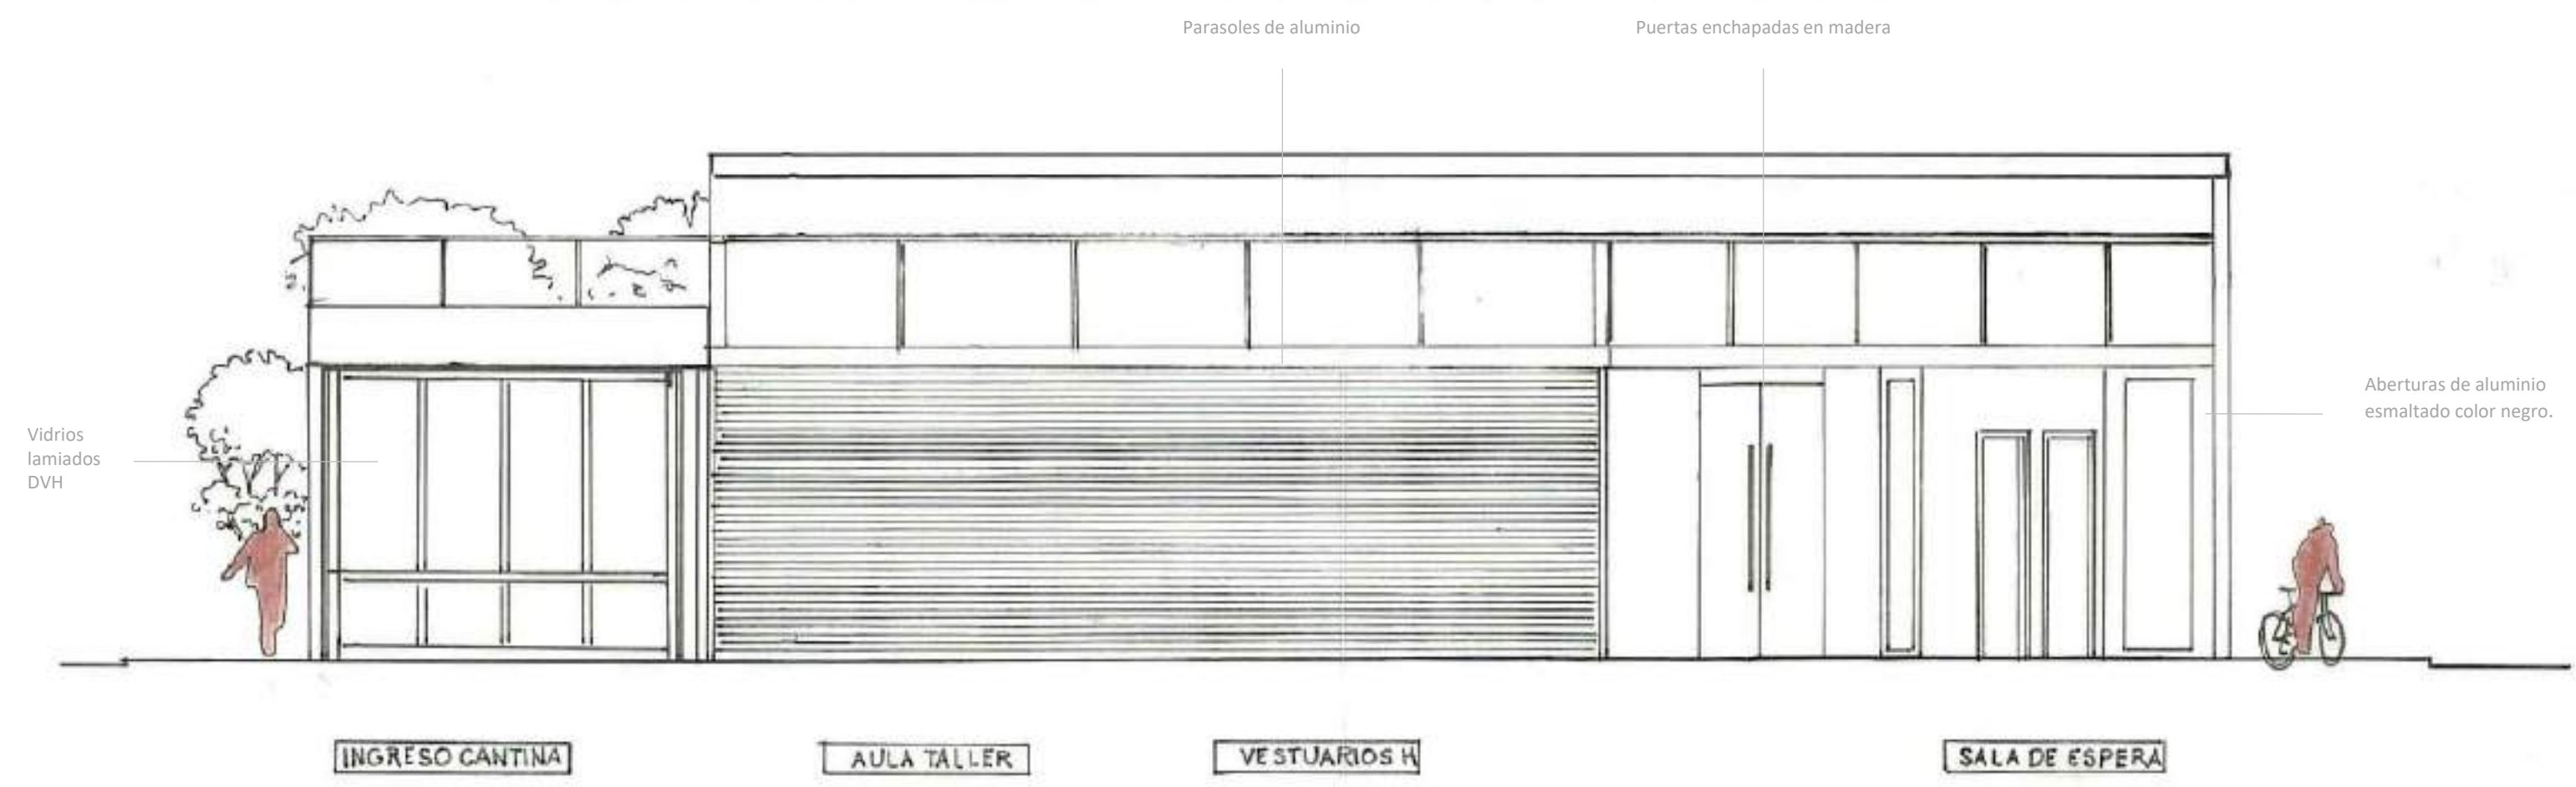 Parasoles de aluminio
Puertas enchapadas en madera
Vidrios
lamiados
DVH
Aberturas de aluminio
esmaltado color negro.
INGRESO CANTINA
AULA TALLER
VESTUARIOS H
SALA DE ESPERA